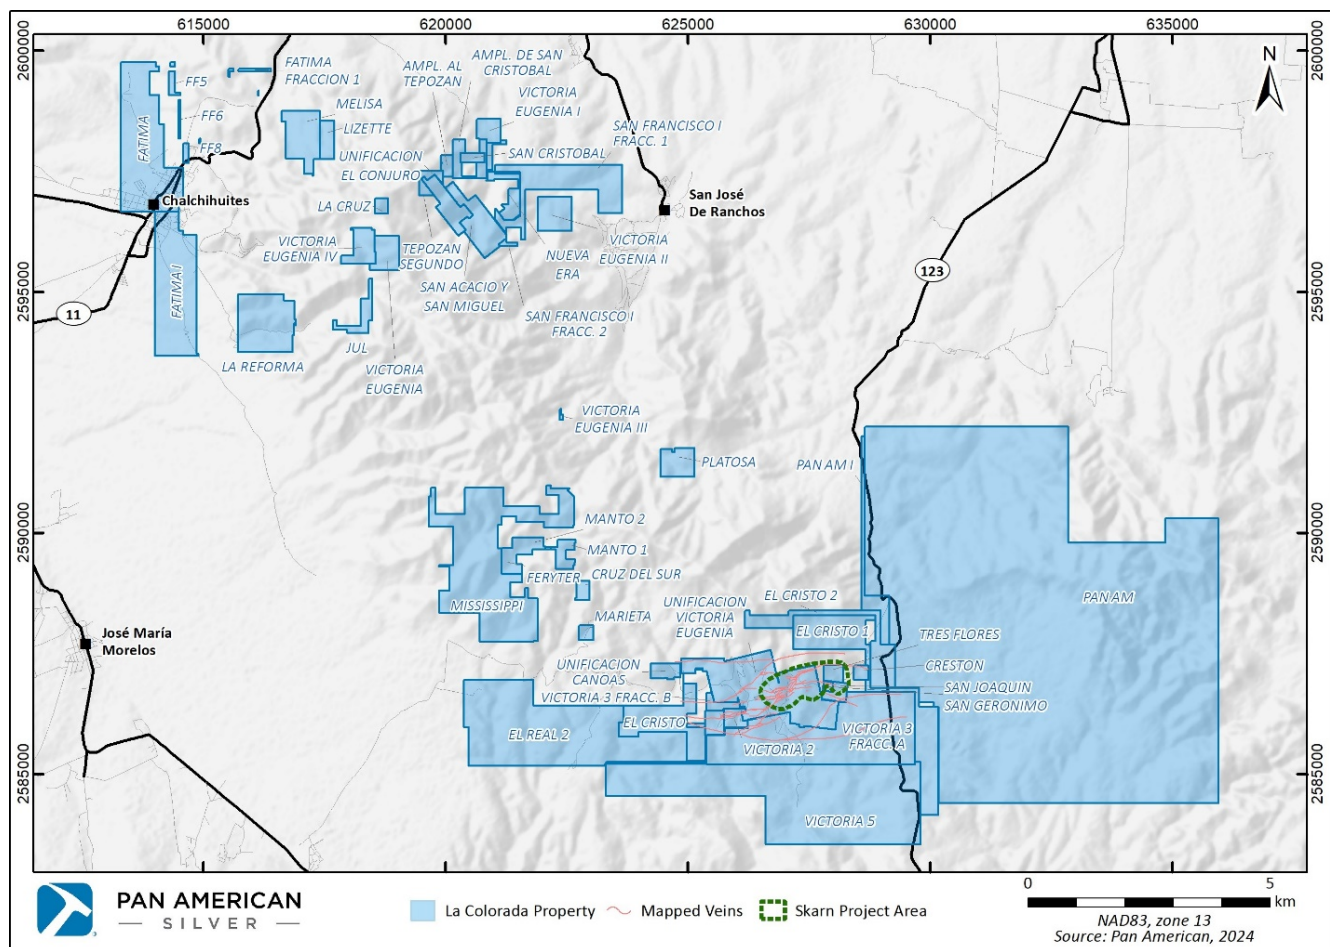 615000
620000
625000
630000
635000
2600000
2600000
N
AMPL. AL
TEPOZAN
AMPL. DE SAN
CRISTOBAL
FATIMA
FRACCION 1
FF5
MELISA
VICTORIA
EUGENIA I
FF6
LIZETTE
SAN FRANCISCO I
FRACC. 1
FATIMA
FF8
UNIFICACION
EL CONJURO
SAN CRISTOBAL
Chalchihuites
LA CRUZ
San José
De Ranchos
VICTORIA
EUGENIA IV
TEPOZAN
SEGUNDO
NUEVA
ERA
VICTORIA
EUGENIA II
123
FATIMA I
SAN ACACIO Y
SAN MIGUEL
2595000
2595000
11
SAN FRANCISCO I
FRACC. 2
LA REFORMA
JUL
VICTORIA
EUGENIA
VICTORIA
EUGENIA III
PLATOSA
PAN AM I
2590000
2590000
MANTO 2
MANTO 1
FERYTER
CRUZ DEL SUR
MISSISSIPPI
EL CRISTO 2
PAN AM
MARIETA
UNIFICACION
VICTORIA
EUGENIA
EL CRISTO 1
TRES FLORES
José María
Morelos
UNIFICACION
CANOAS
CRESTON
VICTORIA 3 FRACC. B
SAN JOAQUIN
SAN GERONIMO
EL REAL 2
EL CRISTO
VICTORIA 2
VICTORIA 3
FRACC. A
2585000
2585000
VICTORIA 5
PAN AMERICAN
SILVER
La Colorada Property
Mapped Veins
Skarn Project Area
0
5
km
NAD83, zone 13
Source: Pan American, 2024